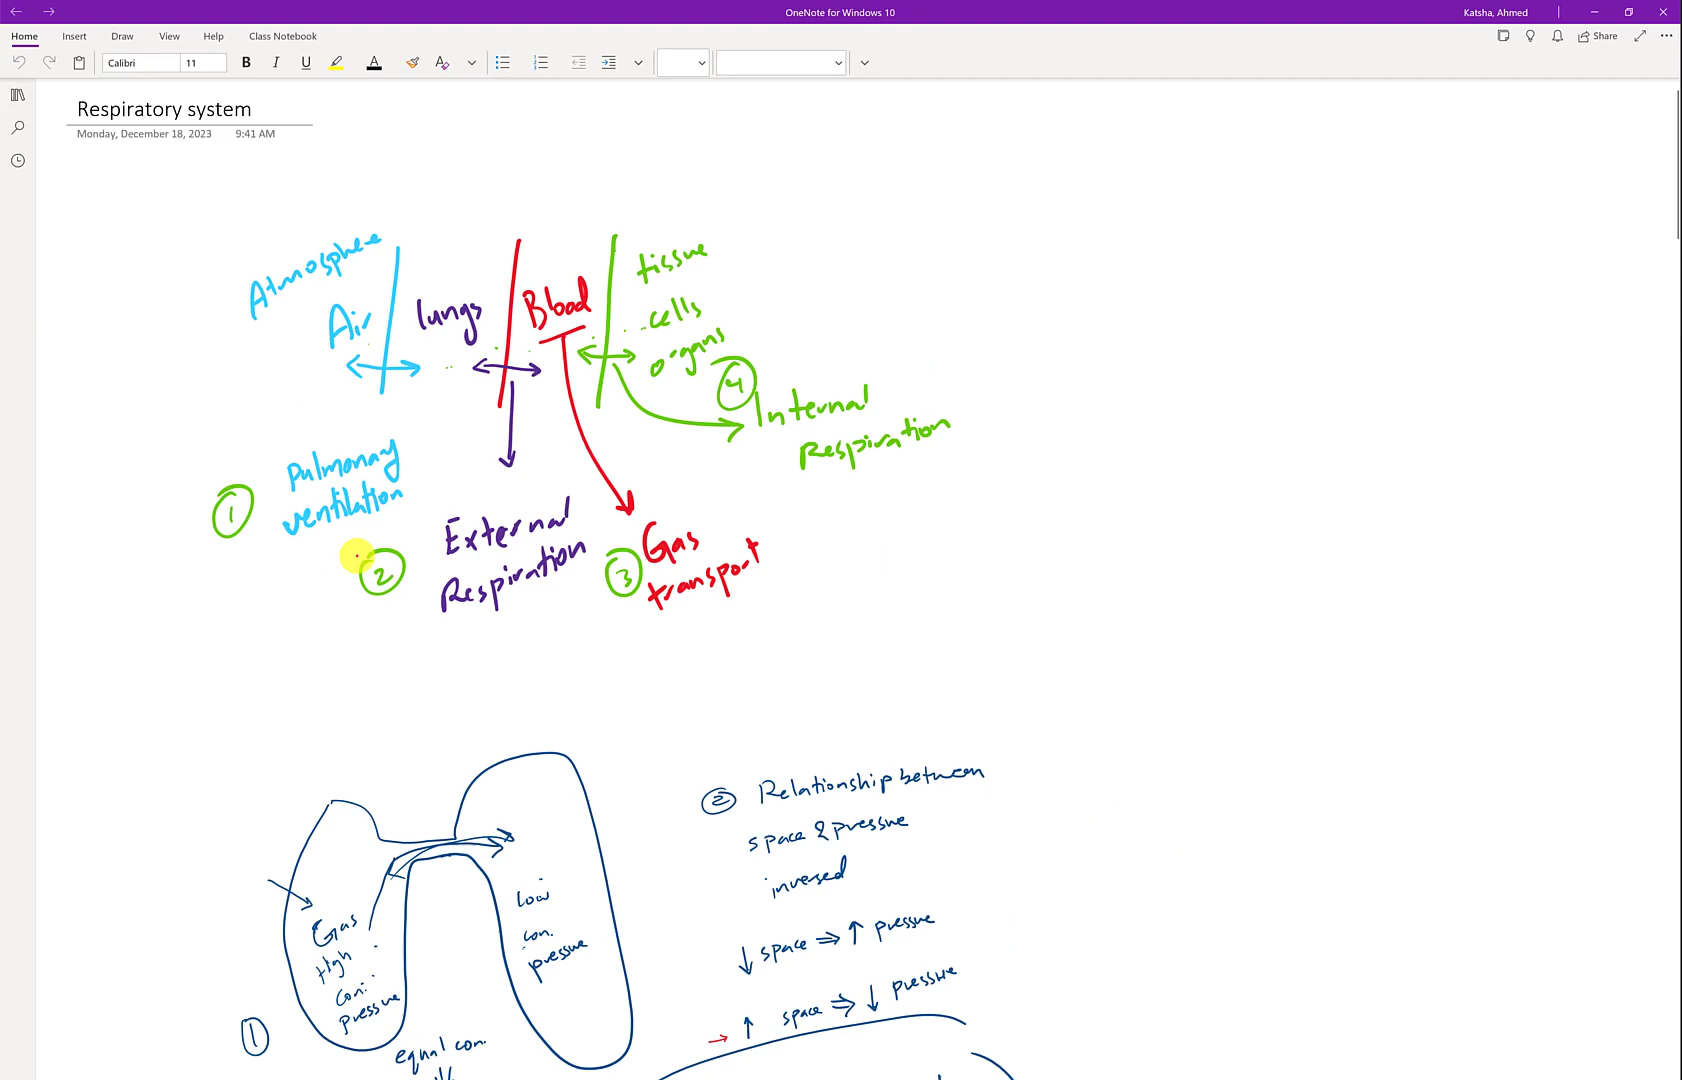 OneNote for Windows 10
Katsha, Ahmed
Home Insert Draw View Help Class Notebook
Share
Calibri 11 B I U A
Respiratory system
Monday, December 18, 2023 9:41 AM
Atmosphere
Air
lungs
Blood
tissue
cells
organs
4
Internal
Respiration
1
pulmonary
ventilation
2
External
Respiration
3
Gas
transport
2 Relationship between
space & pressure
inversed
↓ space ⇒ ↑ pressure
→ ↑ space ⇒ ↓ pressure
Gas
High
con.
pressure
low
con.
pressure
1
equal con.